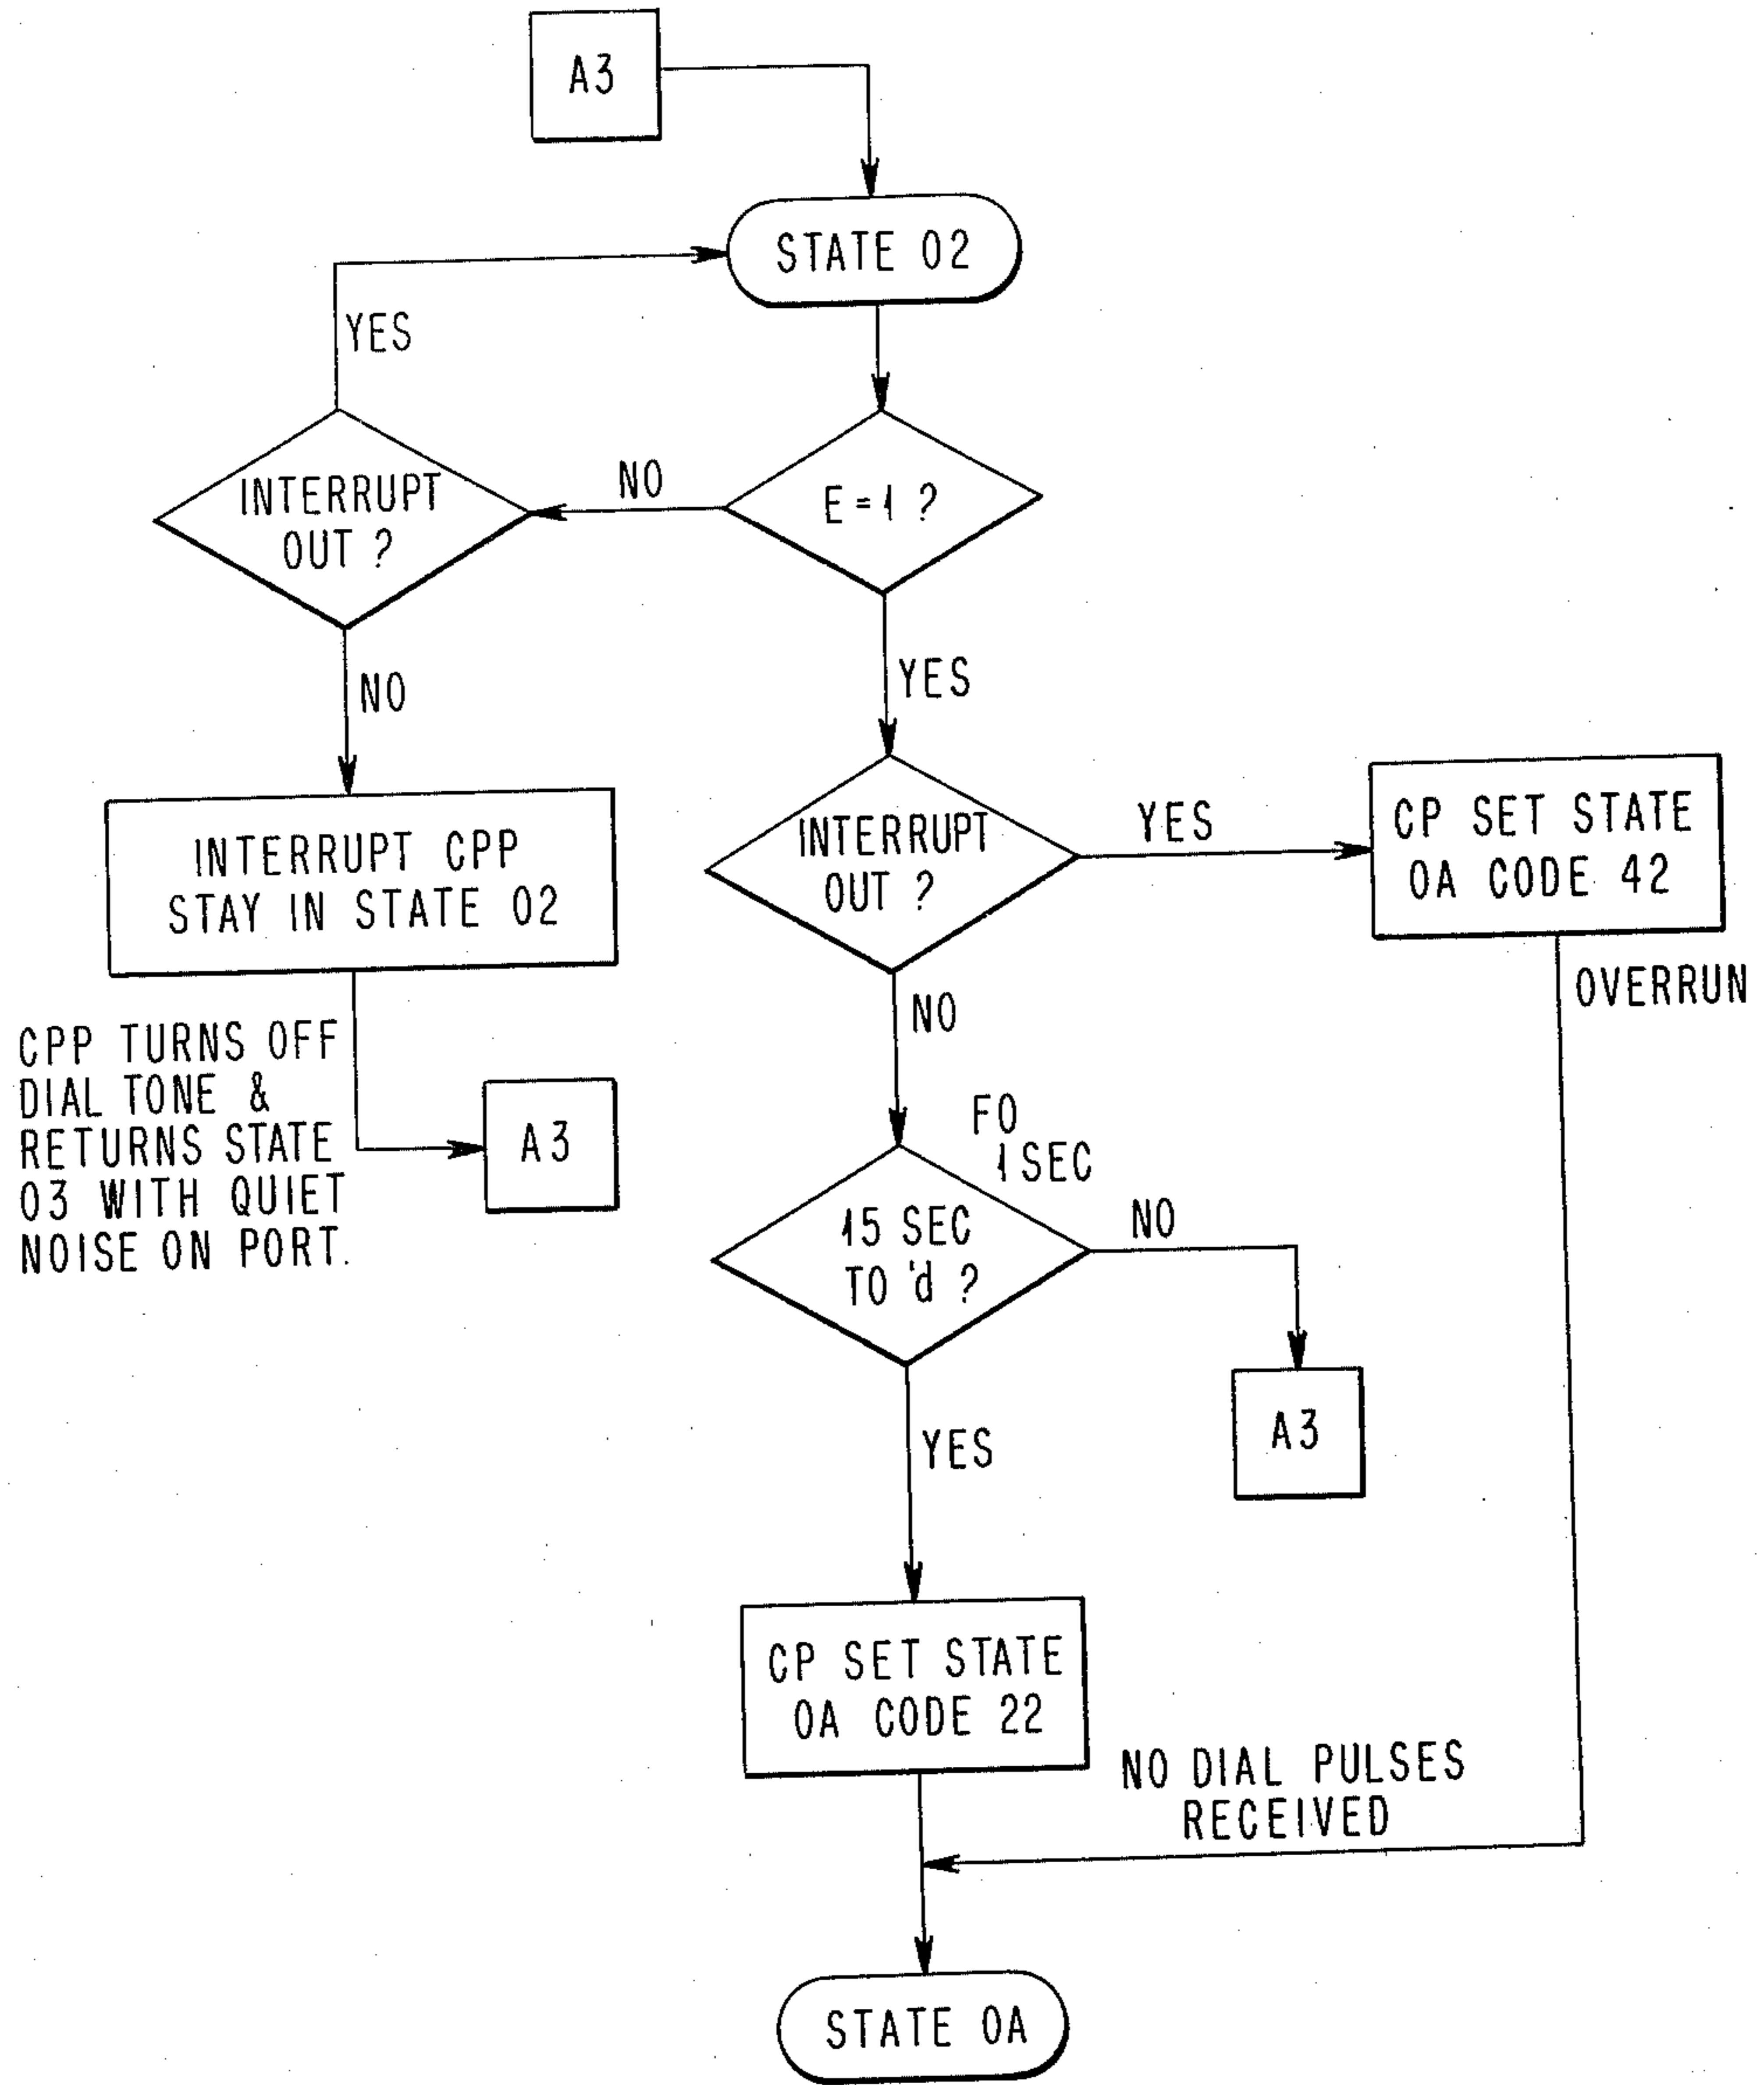 A3
STATE 02
YES
INTERRUPT
OUT ?
NO
E = 1 ?
NO
YES
INTERRUPT CPP
STAY IN STATE 02
INTERRUPT
OUT ?
YES
CP SET STATE
0A CODE 42
OVERRUN
NO
CPP TURNS OFF
DIAL TONE &
RETURNS STATE
03 WITH QUIET
NOISE ON PORT.
A3
F0
1 SEC
15 SEC
TO'd ?
NO
A3
YES
CP SET STATE
0A CODE 22
NO DIAL PULSES
RECEIVED
STATE 0A